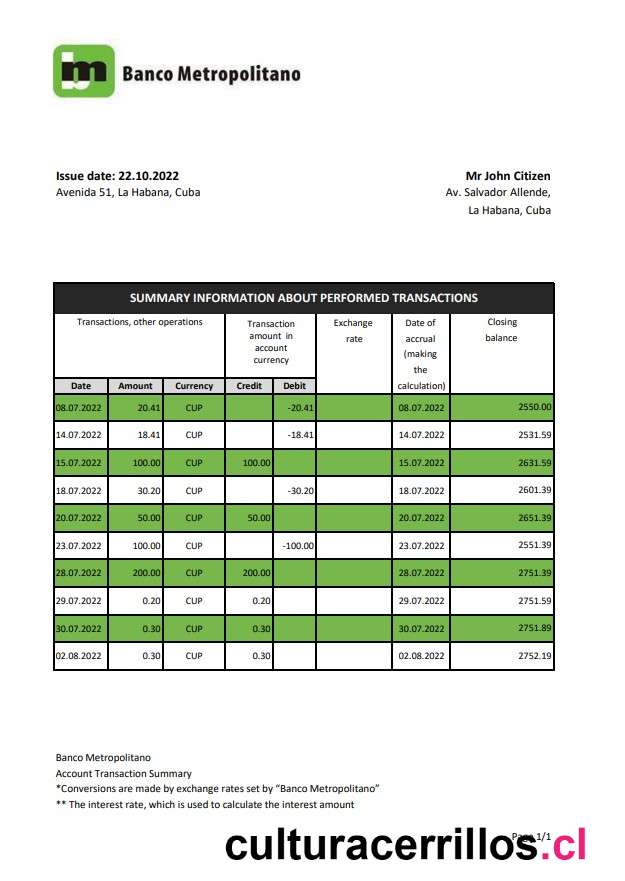 bm Banco Metropolitano
Issue date: 22.10.2022 Mr John Citizen
Avenida 51, La Habana, Cuba Av. Salvador Allende,
La Habana, Cuba
SUMMARY INFORMATION ABOUT PERFORMED TRANSACTIONS
Transactions, other operations Transaction amount in account currency Exchange rate Date of accrual (making the calculation) Closing balance
Date Amount Currency Credit Debit
08.07.2022 20.41 CUP -20.41 08.07.2022 2550.00
14.07.2022 18.41 CUP -18.41 14.07.2022 2531.59
15.07.2022 100.00 CUP 100.00 15.07.2022 2631.59
18.07.2022 30.20 CUP -30.20 18.07.2022 2601.39
20.07.2022 50.00 CUP 50.00 20.07.2022 2651.39
23.07.2022 100.00 CUP -100.00 23.07.2022 2551.39
28.07.2022 200.00 CUP 200.00 28.07.2022 2751.39
29.07.2022 0.20 CUP 0.20 29.07.2022 2751.59
30.07.2022 0.30 CUP 0.30 30.07.2022 2751.89
02.08.2022 0.30 CUP 0.30 02.08.2022 2752.19
Banco Metropolitano
Account Transaction Summary
*Conversions are made by exchange rates set by “Banco Metropolitano”
** The interest rate, which is used to calculate the interest amount
Page 1/1
culturacerrillos.cl